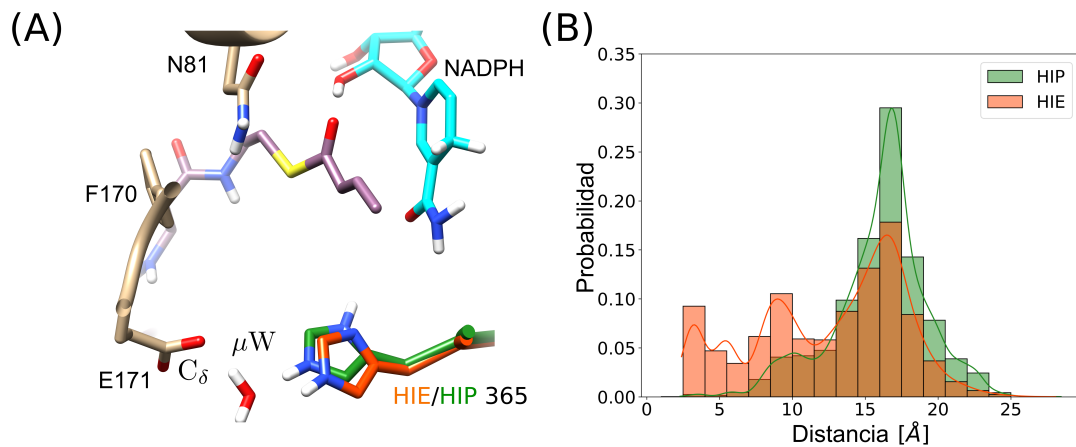 (A)
N81
NADPH
F170
E171
C_δ
μW
HIE/HIP 365
(B)
HIP
HIE
0.35
0.30
0.25
0.20
0.15
0.10
0.05
0.00
Probabilidad
0 5 10 15 20 25
Distancia [Å]